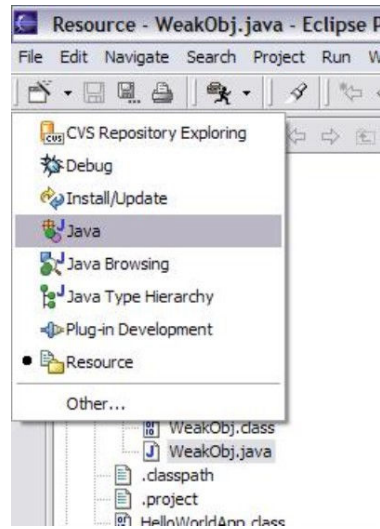 Resource - WeakObj.java - Eclipse P
File Edit Navigate Search Project Run W
CVS Repository Exploring
Debug
Install/Update
Java
Java Browsing
Java Type Hierarchy
Plug-in Development
Resource
Other...
WeakObj.class
WeakObj.java
.classpath
.project
HelloWorldApp.class